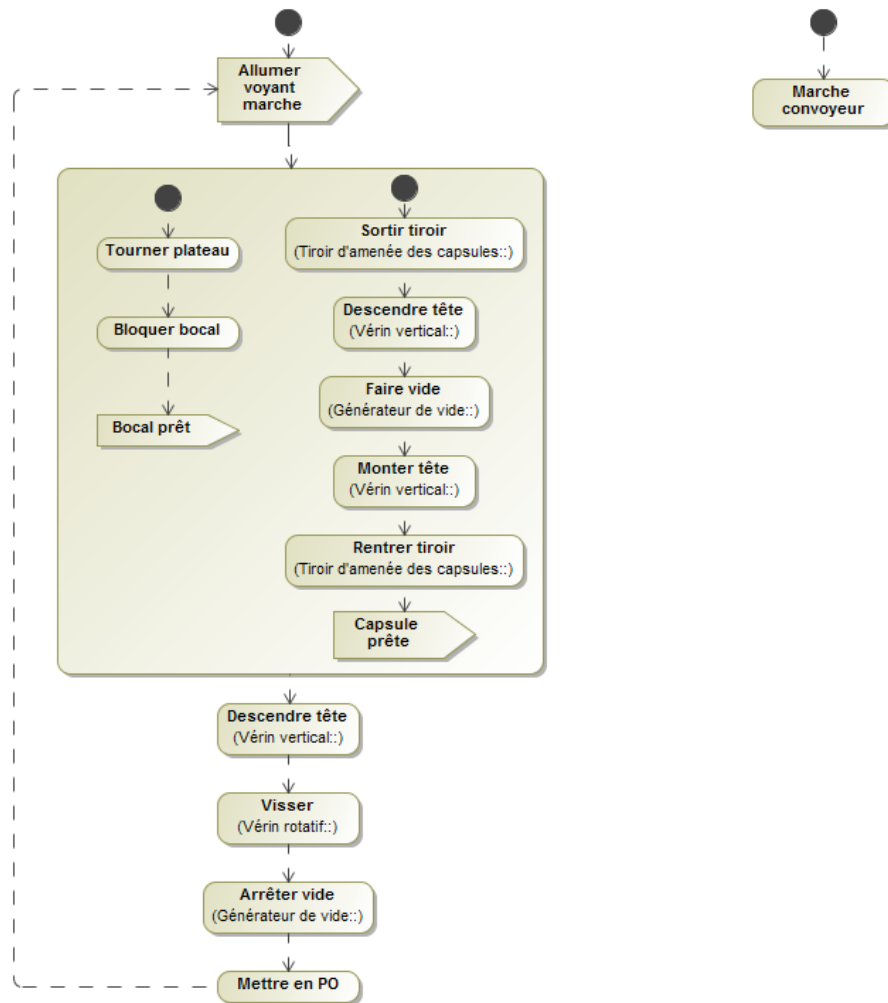 Allumer
voyant
marche
Marche
convoyeur
Tourner plateau
Bloquer bocal
Bocal prêt
Sortir tiroir
(Tiroir d'amenée des capsules::)
Descendre tête
(Vérin vertical::)
Faire vide
(Générateur de vide::)
Monter tête
(Vérin vertical::)
Rentrer tiroir
(Tiroir d'amenée des capsules::)
Capsule
prête
Descendre tête
(Vérin vertical::)
Visser
(Vérin rotatif::)
Arrêter vide
(Générateur de vide::)
Mettre en PO